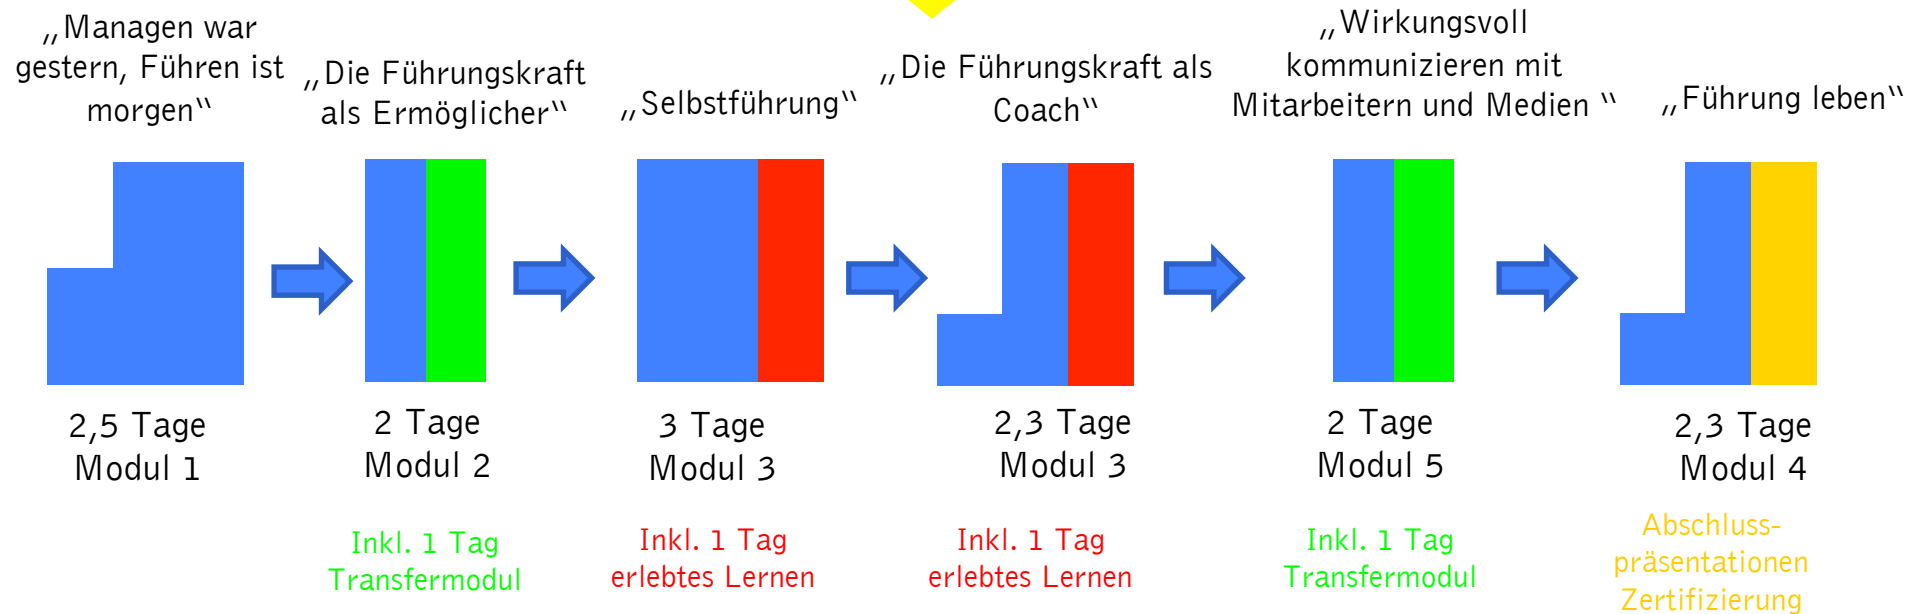 „Managen war
gestern, Führen ist
morgen“
„Die Führungskraft
als Ermöglicher“
„Selbstführung“
„Die Führungskraft als
Coach“
„Wirkungsvoll
kommunizieren mit
Mitarbeitern und Medien “
„Führung leben“
2,5 Tage
Modul 1
2 Tage
Modul 2
3 Tage
Modul 3
2,3 Tage
Modul 3
2 Tage
Modul 5
2,3 Tage
Modul 4
Inkl. 1 Tag
Transfermodul
Inkl. 1 Tag
erlebtes Lernen
Inkl. 1 Tag
erlebtes Lernen
Inkl. 1 Tag
Transfermodul
Abschluss-
präsentationen
Zertifizierung